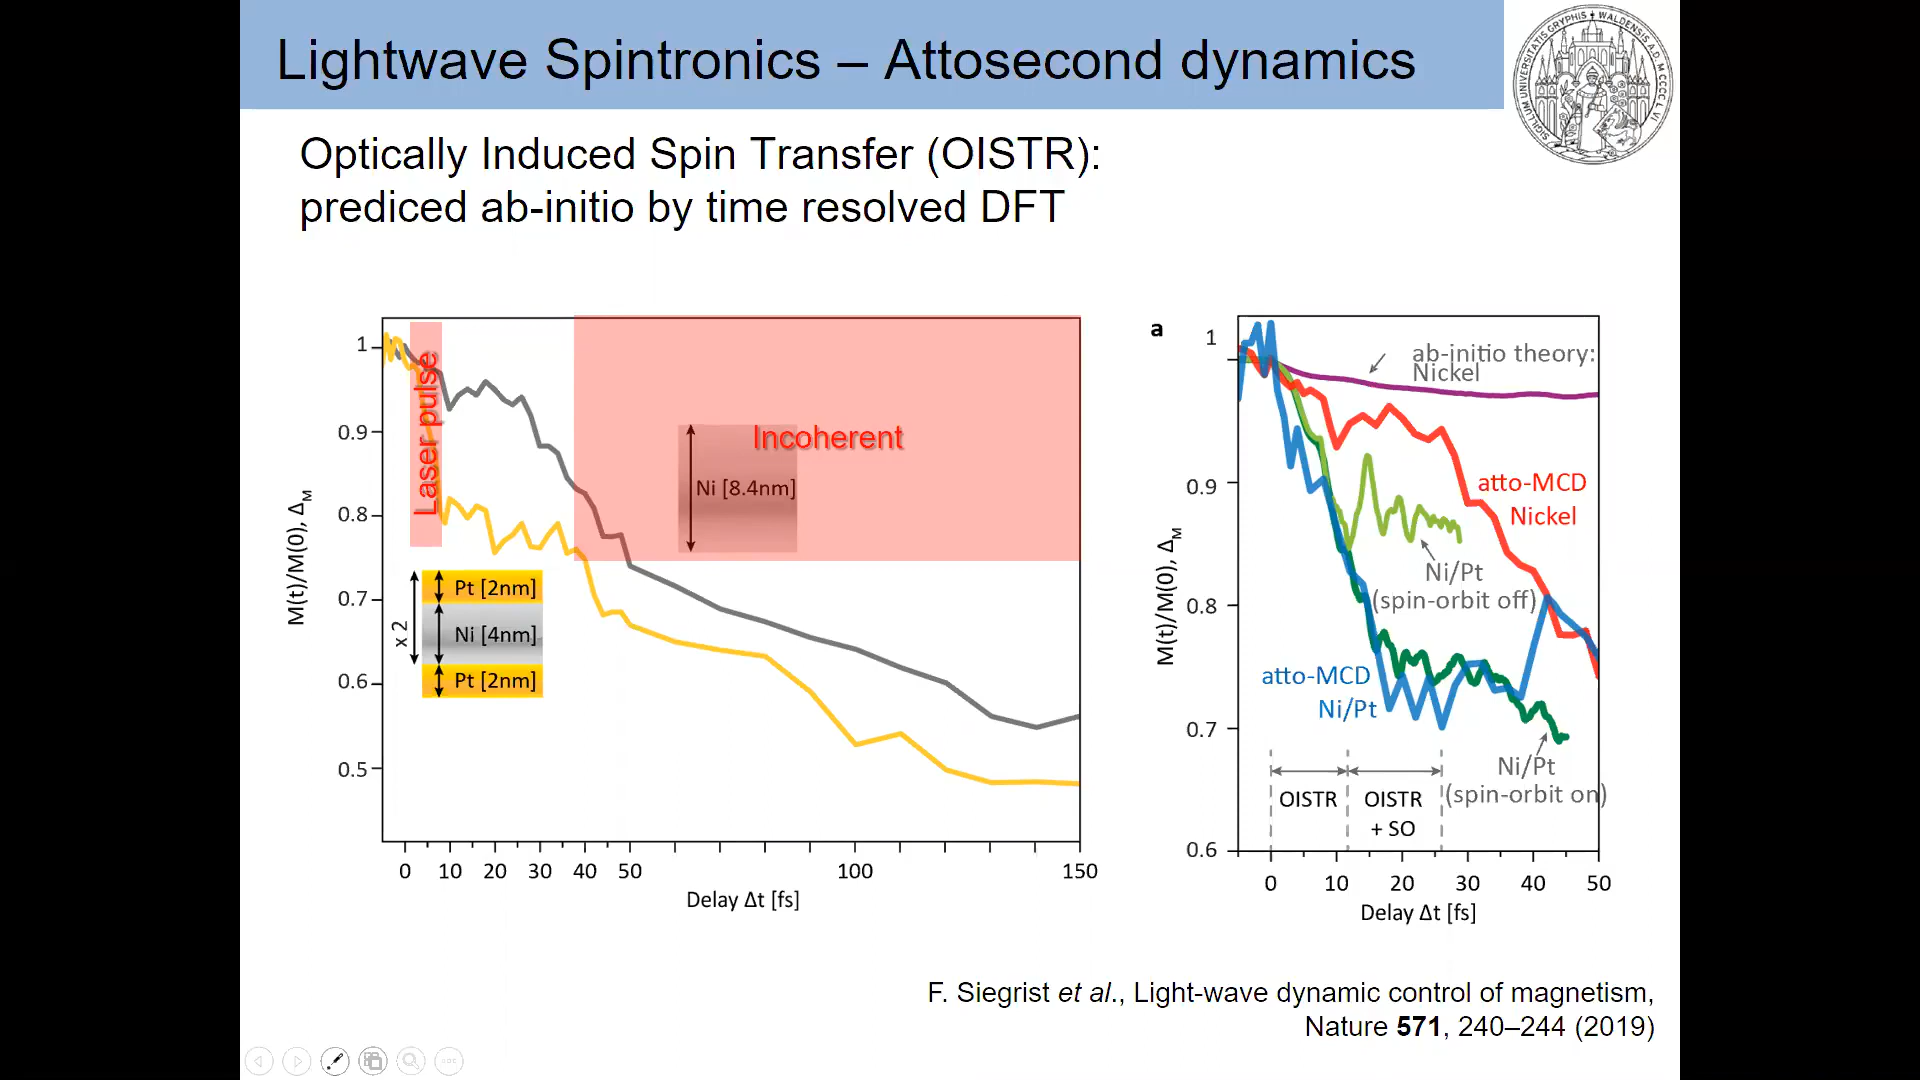 Lightwave Spintronics – Attosecond dynamics
SIGILLUM UNIVERSITATIS GRYPHIS WALDENSIS A.D. MCCCCLVI
Optically Induced Spin Transfer (OISTR):
prediced ab-initio by time resolved DFT
M(t)/M(0), ΔM
1
0.9
0.8
0.7
0.6
0.5
Laser pulse
Incoherent
Ni [8.4nm]
x 2
Pt [2nm]
Ni [4nm]
Pt [2nm]
0 10 20 30 40 50 100 150
Delay Δt [fs]
a
M(t)/M(0), ΔM
1
0.9
0.8
0.7
0.6
ab-initio theory:
Nickel
atto-MCD
Nickel
Ni/Pt
(spin-orbit off)
atto-MCD
Ni/Pt
Ni/Pt
(spin-orbit on)
OISTR
OISTR
+ SO
0 10 20 30 40 50
Delay Δt [fs]
F. Siegrist et al., Light-wave dynamic control of magnetism,
Nature 571, 240–244 (2019)